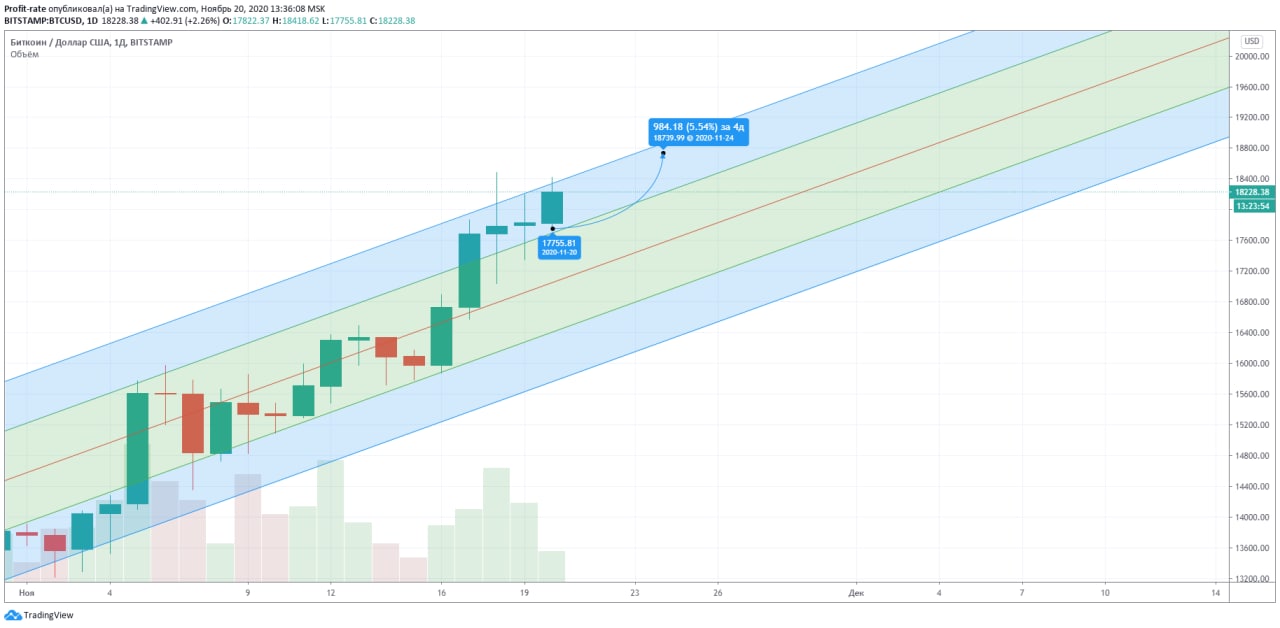 Profit-rate опубликовал(а) на TradingView.com, Ноябрь 20, 2020 13:36:08 MSK
BITSTAMP:BTCUSD, 1D 18228.38 ▲ +402.91 (+2.26%) O:17822.37 H:18418.62 L:17755.81 C:18228.38
Биткоин / Доллар США, 1Д, BITSTAMP
Объём
USD
20000.00
19600.00
19200.00
984.18 (5.54%) за 4д
18739.99 @ 2020-11-24
18800.00
18400.00
18228.38
13:23:54
17755.81
2020-11-20
17600.00
17200.00
16800.00
16400.00
16000.00
15600.00
15200.00
14800.00
14400.00
14000.00
13600.00
13200.00
Ноя 4 9 12 16 19 23 26 Дек 4 7 10 14
TradingView